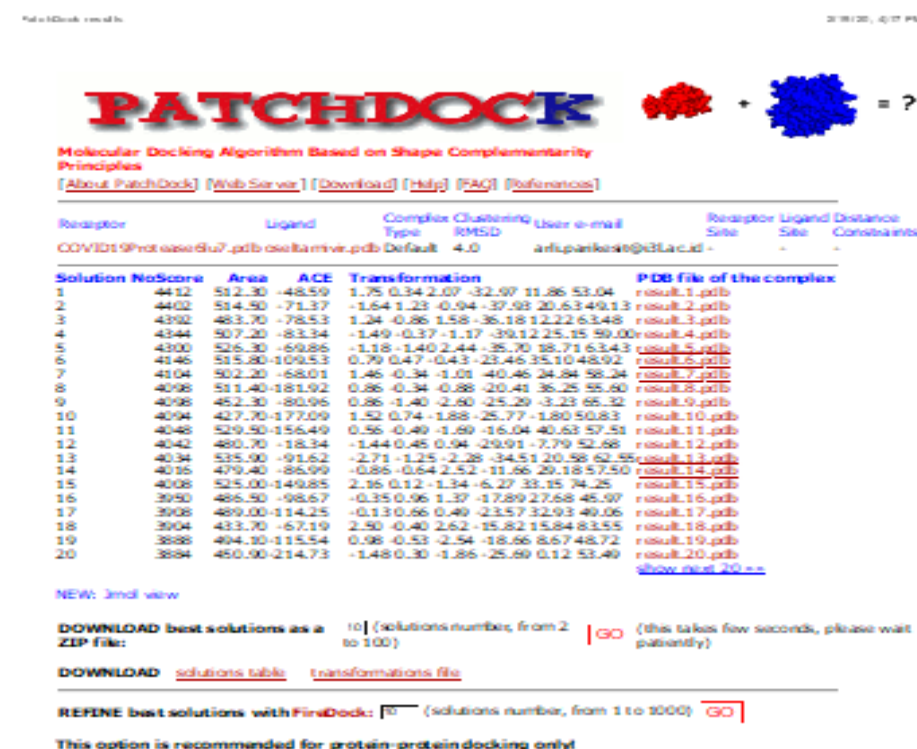 PatchDock results 2/19/20, 4:17 PM
PATCHDOCK + = ?
Molecular Docking Algorithm Based on Shape Complementarity
Principles
[About PatchDock] [Web Server] [Download] [Help] [FAQ] [References]
Receptor Ligand Complex Type Clustering RMSD User e-mail Receptor Site Ligand Site Distance Constraints
COVID19Protease6lu7.pdb oseltamivir.pdb Default 4.0 arli.parikesit@i3l.ac.id - - -
Solution No Score Area ACE Transformation PDB file of the complex
1 4412 512.30 -48.59 1.75 0.34 2.07 -32.97 11.86 53.04 result.1.pdb
2 4402 514.50 -71.37 -1.64 1.23 -0.94 -37.93 20.63 49.13 result.2.pdb
3 4392 483.70 -78.53 1.24 -0.86 1.58 -36.18 12.22 63.48 result.3.pdb
4 4344 507.20 -83.34 -1.49 -0.37 -1.17 -39.12 25.15 59.00 result.4.pdb
5 4300 526.30 -69.86 -1.18 -1.40 2.44 -35.70 18.71 63.43 result.5.pdb
6 4146 515.80 -109.53 0.79 0.47 -0.43 -23.46 35.10 48.92 result.6.pdb
7 4104 502.20 -68.01 1.46 -0.34 -1.01 -40.46 24.84 58.24 result.7.pdb
8 4098 511.40 -181.92 0.86 -0.34 -0.88 -20.41 36.25 55.60 result.8.pdb
9 4098 452.30 -80.96 0.86 -1.40 -2.60 -25.29 -3.23 65.32 result.9.pdb
10 4094 427.70 -177.09 1.52 0.74 -1.88 -25.77 -1.80 50.83 result.10.pdb
11 4048 529.50 -156.49 0.56 -0.49 -1.69 -16.04 40.63 57.51 result.11.pdb
12 4042 480.70 -18.34 -1.44 0.45 0.94 -29.91 -7.79 52.68 result.12.pdb
13 4034 535.90 -91.62 -2.71 -1.25 -2.28 -34.51 20.58 62.55 result.13.pdb
14 4016 479.40 -86.99 -0.86 -0.64 2.52 -11.66 29.18 57.50 result.14.pdb
15 4008 525.00 -149.85 2.16 0.12 -1.34 -6.27 33.15 74.25 result.15.pdb
16 3950 486.50 -98.67 -0.35 0.96 1.37 -17.89 27.68 45.97 result.16.pdb
17 3908 489.00 -114.25 -0.13 0.66 0.49 -23.57 32.93 49.06 result.17.pdb
18 3904 433.70 -67.19 2.50 -0.40 2.62 -15.82 15.84 83.55 result.18.pdb
19 3888 494.10 -115.54 0.98 -0.53 -2.54 -18.66 8.67 48.72 result.19.pdb
20 3884 450.90 -214.73 -1.48 0.30 -1.86 -25.69 0.12 53.49 result.20.pdb
show next 20 »»
NEW: Jmol view
DOWNLOAD best solutions as a ZIP file: 10 (solutions number, from 2 to 100) GO (this takes few seconds, please wait patiently)
DOWNLOAD solutions table transformations file
REFINE best solutions with FireDock: 10 (solutions number, from 1 to 1000) GO
This option is recommended for protein-protein docking only!